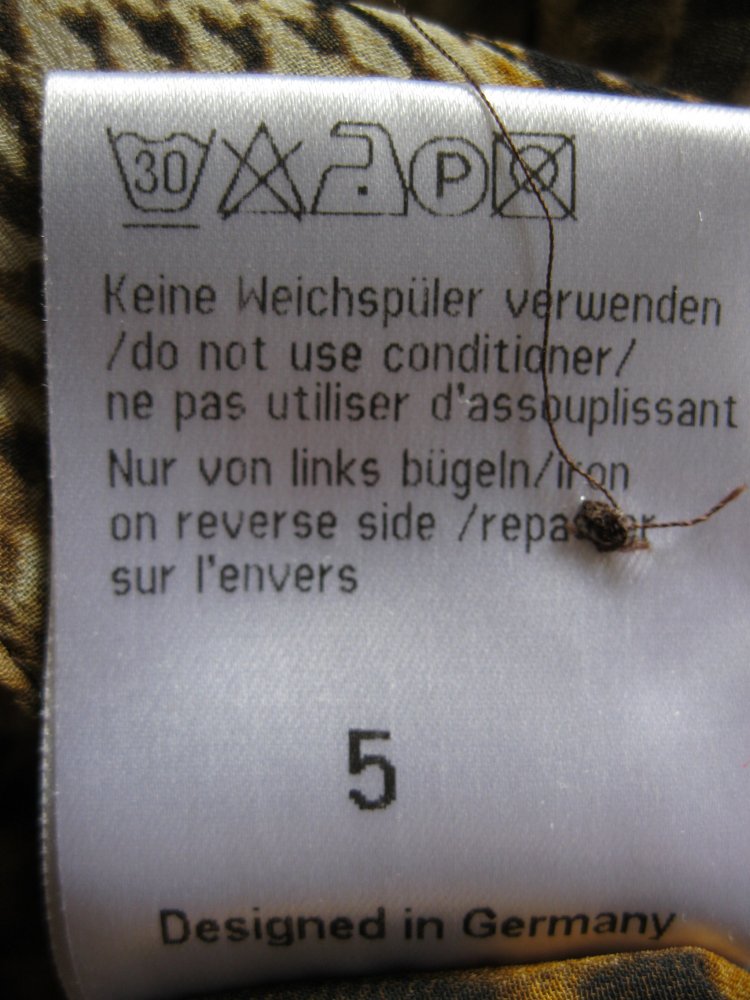 30 P
Keine Weichspüler verwenden
/do not use conditioner/
ne pas utiliser d'assouplissant
Nur von links bügeln/iron
on reverse side
sur l'envers
5
Designed in Germany